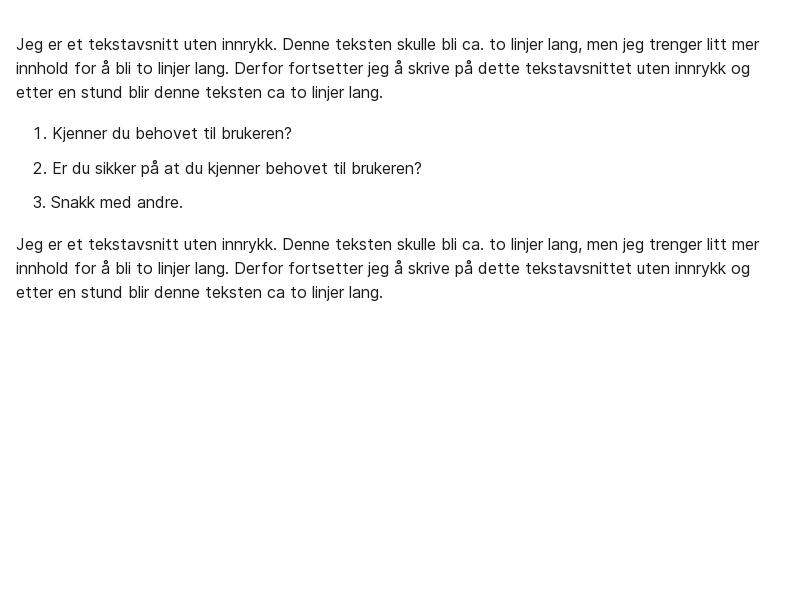 Jeg er et tekstavsnitt uten innrykk. Denne teksten skulle bli ca. to linjer lang, men jeg trenger litt mer
innhold for å bli to linjer lang. Derfor fortsetter jeg å skrive på dette tekstavsnittet uten innrykk og
etter en stund blir denne teksten ca to linjer lang.
1. Kjenner du behovet til brukeren?
2. Er du sikker på at du kjenner behovet til brukeren?
3. Snakk med andre.
Jeg er et tekstavsnitt uten innrykk. Denne teksten skulle bli ca. to linjer lang, men jeg trenger litt mer
innhold for å bli to linjer lang. Derfor fortsetter jeg å skrive på dette tekstavsnittet uten innrykk og
etter en stund blir denne teksten ca to linjer lang.